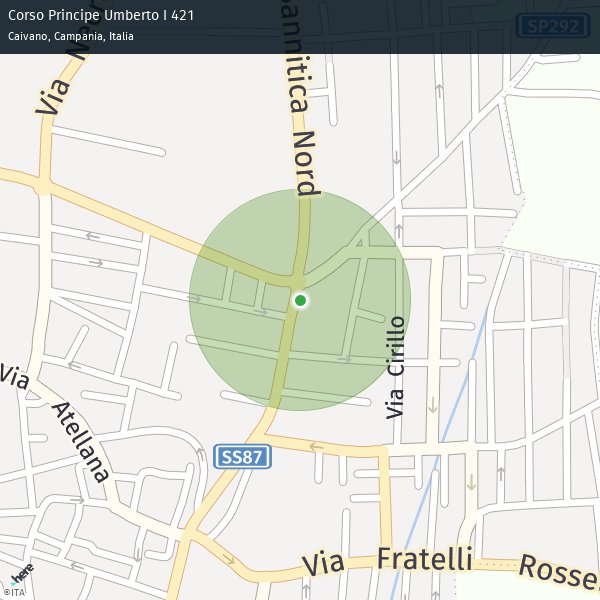 Corso Principe Umberto I 421
Caivano, Campania, Italia
SP292
Via
annitica Nord
Via Cirillo
Via
Atellana
SS87
Via Fratelli Rosse
here
©ITA